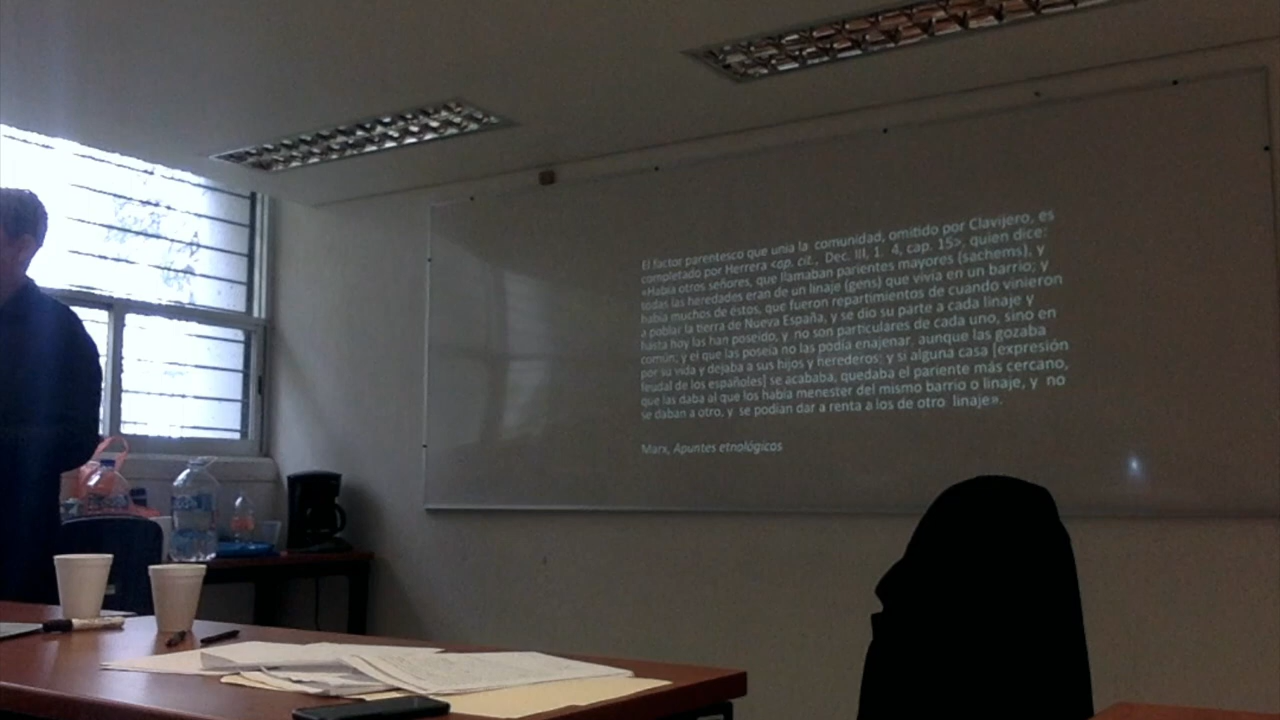 El factor parentesco que unía la comunidad, omitido por Clavijero, es
completado por Herrera <op. cit., Dec. III, 1. 4, cap. 15>, quien dice:
«Había otros señores, que llamaban parientes mayores (sachems), y
todas las heredades eran de un linaje (gens) que vivía en un barrio; y
había muchos de éstos, que fueron repartimientos de cuando vinieron
a poblar la tierra de Nueva España, y se dio su parte a cada linaje y
hasta hoy las han poseído, y no son particulares de cada uno, sino en
común; y el que las poseía no las podía enajenar, aunque las gozaba
por su vida y dejaba a sus hijos y herederos; y si alguna casa [expresión
feudal de los españoles] se acababa, quedaba el pariente más cercano,
que las daba al que los había menester del mismo barrio o linaje, y no
se daban a otro, y se podían dar a renta a los de otro linaje».
Marx, Apuntes etnológicos